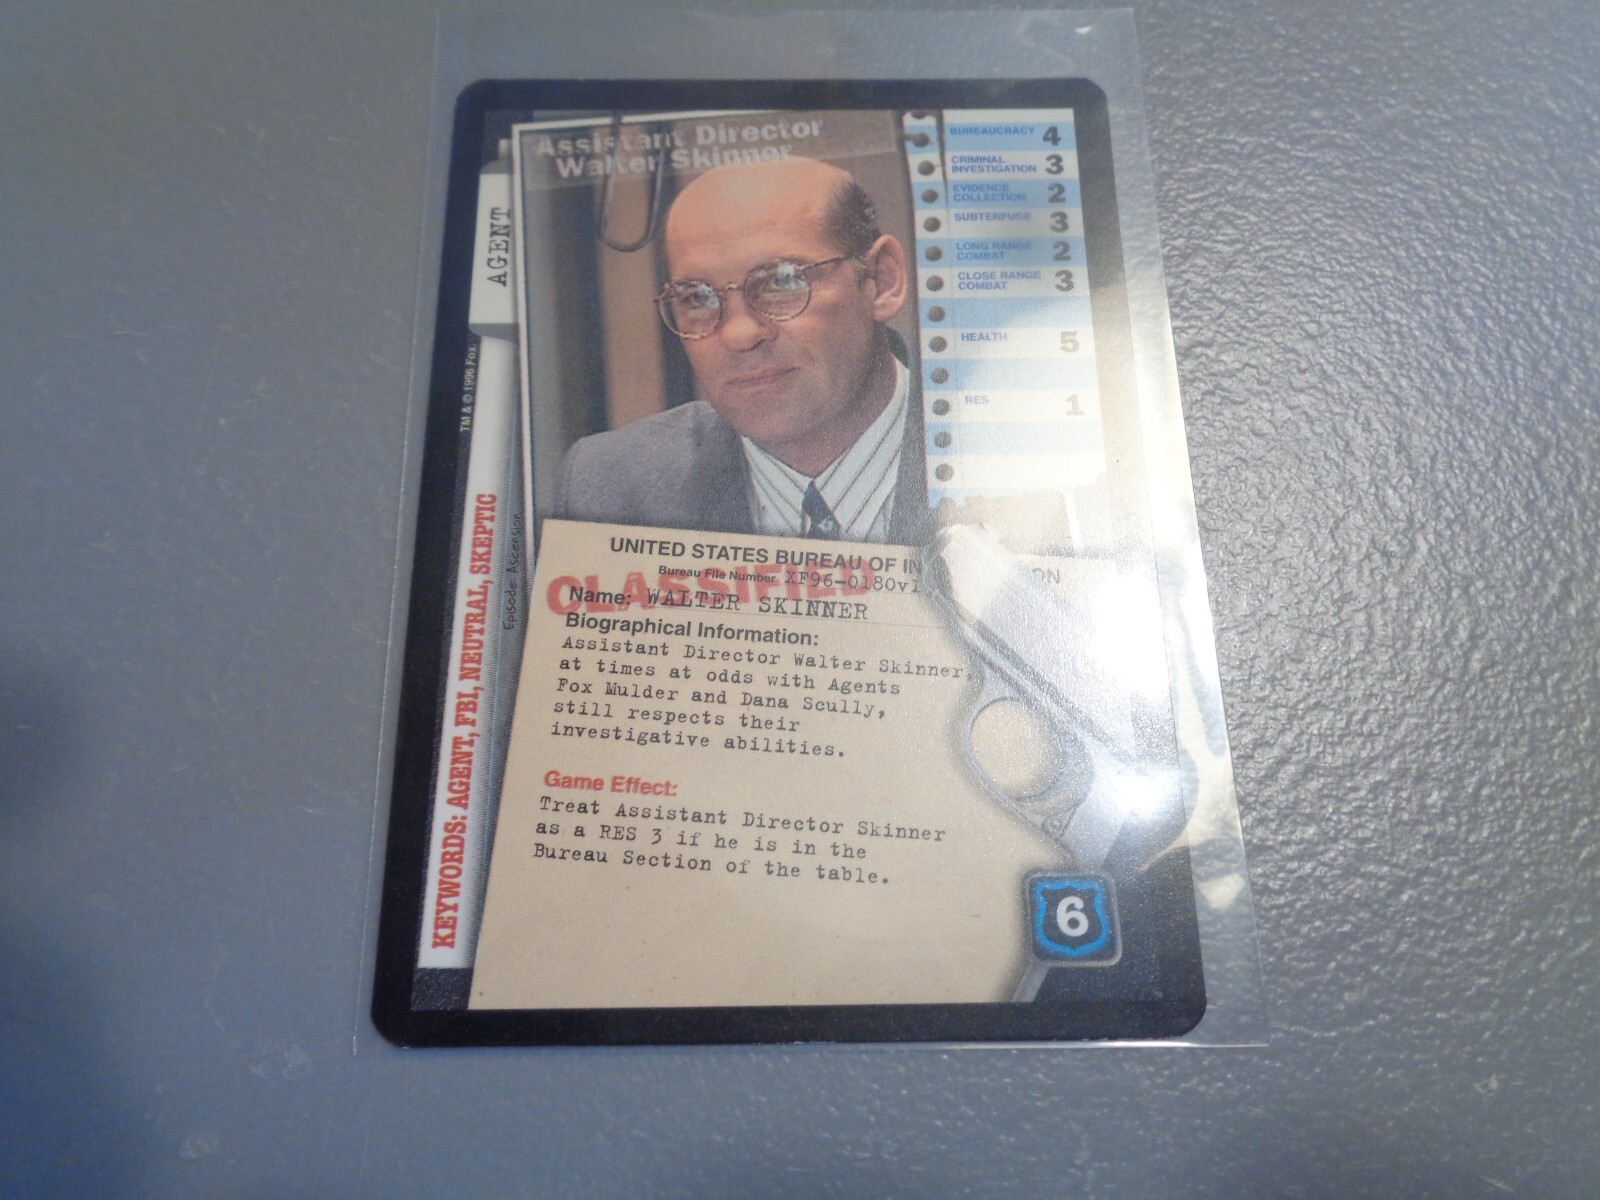 Assistant Director
Walter Skinner
BUREAUCRACY 4
CRIMINAL
INVESTIGATION 3
EVIDENCE
COLLECTION 2
SUBTERFUGE 3
LONG RANGE
COMBAT 2
CLOSE RANGE
COMBAT 3
HEALTH 5
RES 1
AGENT
TM & © 1996 Fox.
KEYWORDS: AGENT, FBI, NEUTRAL, SKEPTIC
Episode: Ascension
UNITED STATES BUREAU OF IN ON
Bureau File Number XF96-0180v1
CLASSIFIED
Name: WALTER SKINNER
Biographical Information:
Assistant Director Walter Skinner,
at times at odds with Agents
Fox Mulder and Dana Scully,
still respects their
investigative abilities.
Game Effect:
Treat Assistant Director Skinner
as a RES 3 if he is in the
Bureau Section of the table.
6